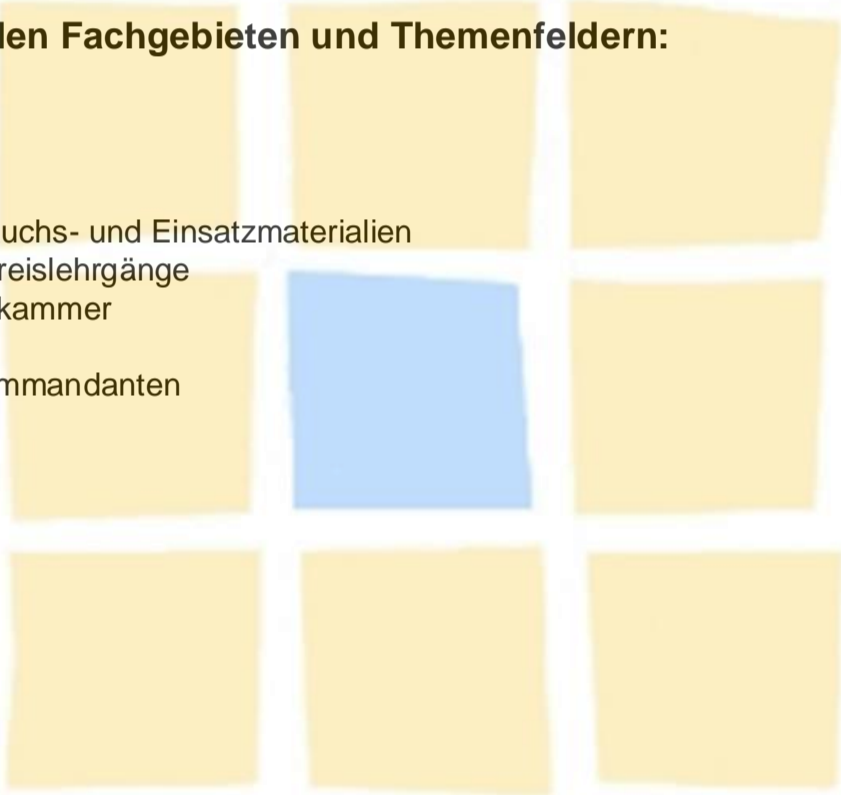 len Fachgebieten und Themenfeldern:
uchs- und Einsatzmaterialien
reislehrgänge
kammer
mmandanten